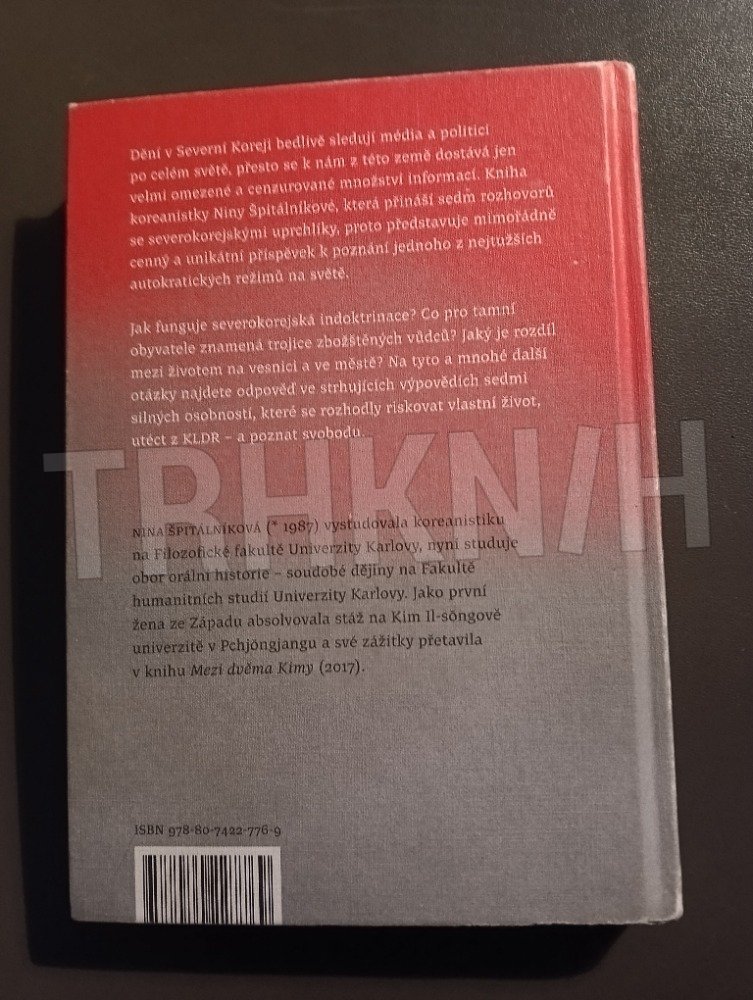 Dění v Severní Koreji bedlivě sledují média a politici
po celém světě, přesto se k nám z této země dostává jen
velmi omezené a cenzurované množství informací. Kniha
koreanistky Niny Špitálníkové, která přináší sedm rozhovorů
se severokorejskými uprchlíky, proto představuje mimořádně
cenný a unikátní příspěvek k poznání jednoho z nejtužších
autokratických režimů na světě.
Jak funguje severokorejská indoktrinace? Co pro tamní
obyvatele znamená trojice zbožštěných vůdců? Jaký je rozdíl
mezi životem na vesnici a ve městě? Na tyto a mnohé další
otázky najdete odpověď ve strhujících výpovědích sedmi
silných osobností, které se rozhodly riskovat vlastní život,
utéct z KLDR – a poznat svobodu.
TRHKNIH
NINA ŠPITÁLNÍKOVÁ (* 1987) vystudovala koreanistiku
na Filozofické fakultě Univerzity Karlovy, nyní studuje
obor orální historie – soudobé dějiny na Fakultě
humanitních studií Univerzity Karlovy. Jako první
žena ze Západu absolvovala stáž na Kim Il-sŏngově
univerzitě v Pchjŏngjangu a své zážitky přetavila
v knihu Mezi dvěma Kimy (2017).
ISBN 978-80-7422-776-9